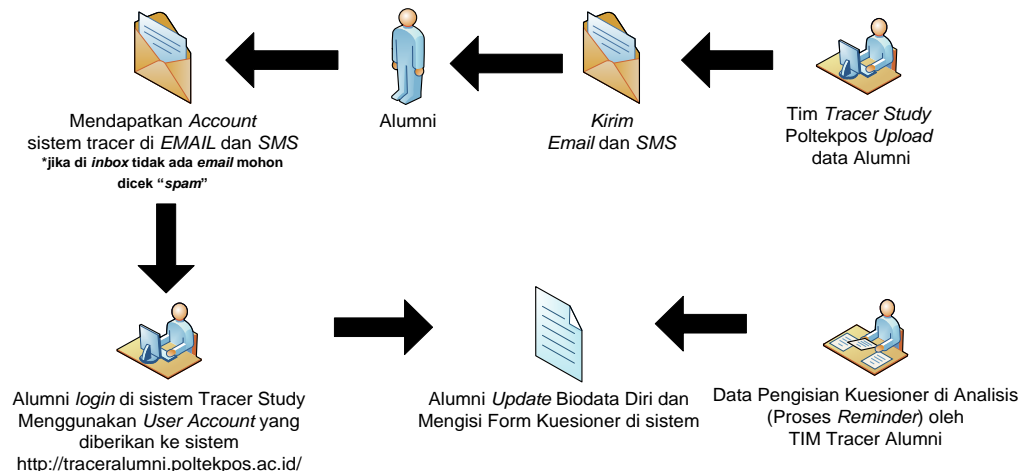 Mendapatkan Account
sistem tracer di EMAIL dan SMS
*jika di inbox tidak ada email mohon
dicek “spam”
Alumni
Kirim
Email dan SMS
Tim Tracer Study
Poltekpos Upload
data Alumni
Alumni login di sistem Tracer Study
Menggunakan User Account yang
diberikan ke sistem
http://traceralumni.poltekpos.ac.id/
Alumni Update Biodata Diri dan
Mengisi Form Kuesioner di sistem
Data Pengisian Kuesioner di Analisis
(Proses Reminder) oleh
TIM Tracer Alumni